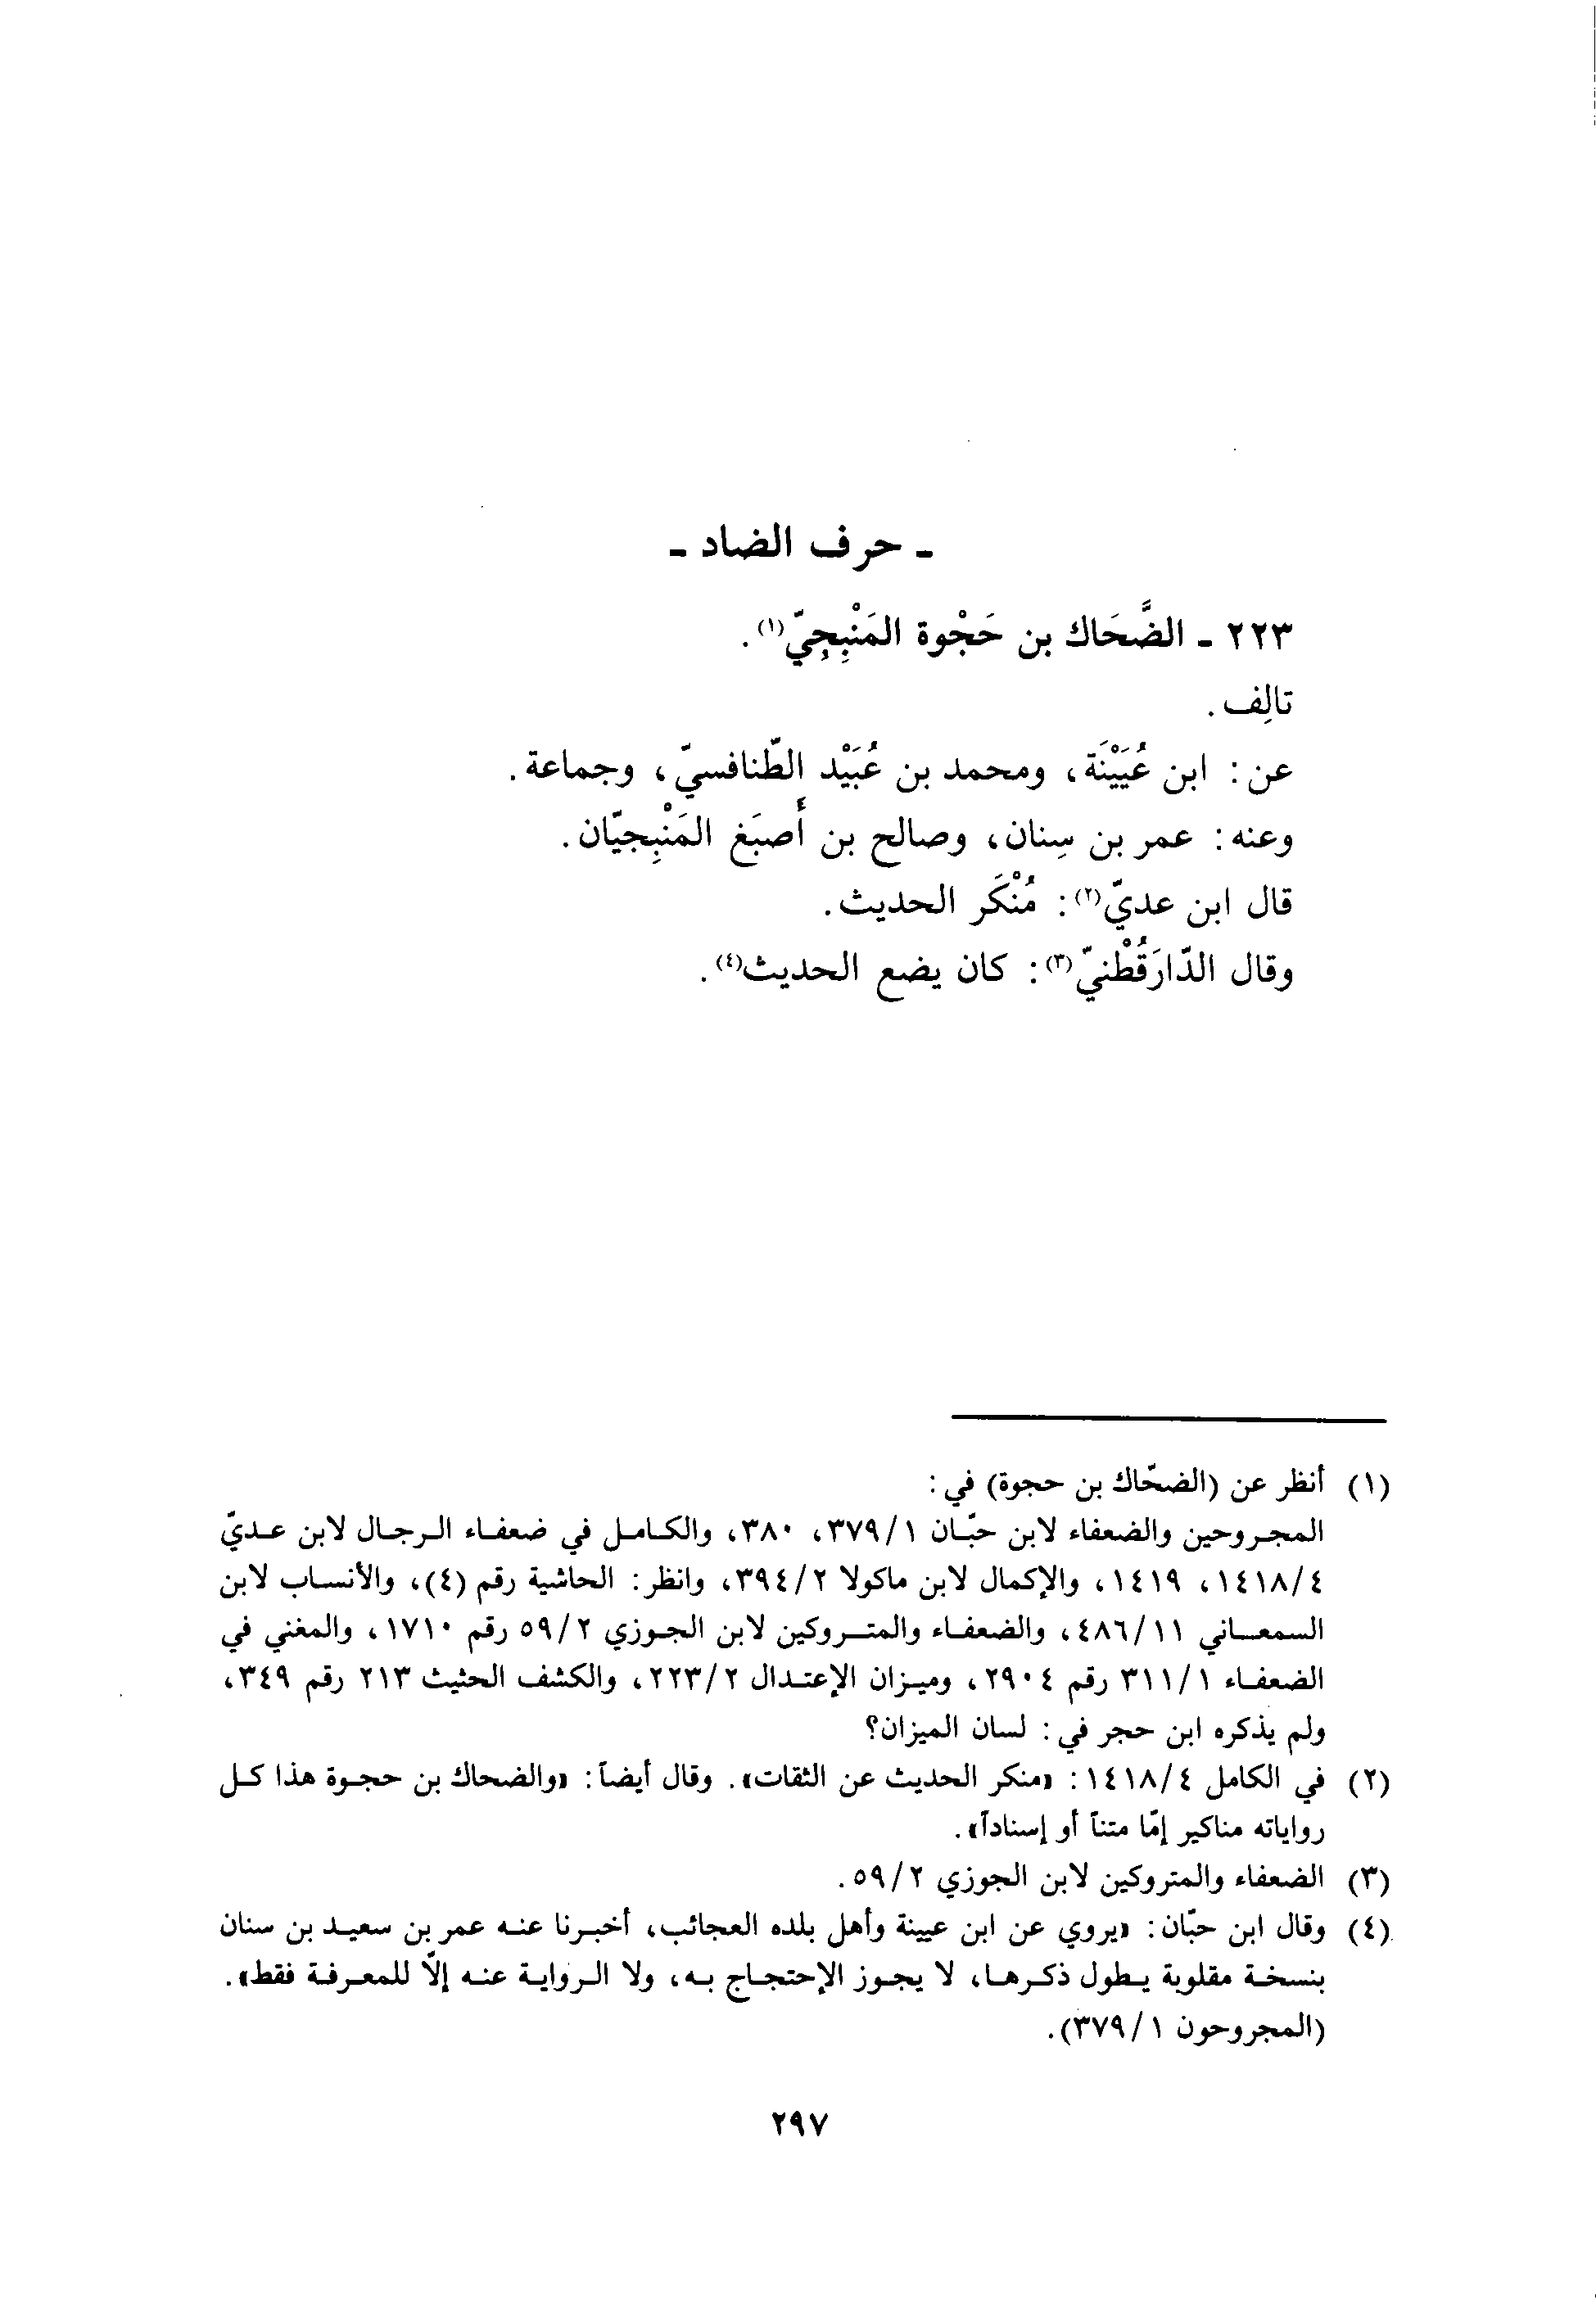 - حرف الضاد -
٢٢٣ - الضَّحَاك بن حَجْوة المَنْبِجِيّ(١).
تالِف.
عن: ابن عُيَيْنَة، ومحمد بن عُبَيْد الطّنافسيّ، وجماعة.
وعنه: عمر بن سِنان، وصالح بن أَصبَغ المَنْبِجيّان.
قال ابن عديّ(٢): مُنْكَر الحديث.
وقال الدّارَقُطْنيّ(٣): كان يضع الحديث(٤).
(١) أنظر عن (الضحّاك بن حجوة) في:
المجروحين والضعفاء لابن حبّان ٣٧٩/١، ٣٨٠، والكامل في ضعفاء الرجال لابن عديّ
١٤١٨/٤، ١٤١٩، والإكمال لابن ماكولا ٣٩٤/٢، وانظر: الحاشية رقم (٤)، والأنساب لابن
السمعاني ٤٨٦/١١، والضعفاء والمتروكين لابن الجوزي ٥٩/٢ رقم ١٧١٠، والمغني في
الضعفاء ٣١١/١ رقم ٢٩٠٤، وميزان الإعتدال ٢٢٣/٢، والكشف الحثيث ٢١٣ رقم ٣٤٩،
ولم يذكره ابن حجر في: لسان الميزان؟
(٢) في الكامل ١٤١٨/٤: «منكر الحديث عن الثقات». وقال أيضاً: «والضحاك بن حجوة هذا كل
رواياته مناكير إمّا متناً أو إسناداً».
(٣) الضعفاء والمتروكين لابن الجوزي ٥٩/٢.
(٤) وقال ابن حبّان: «يروي عن ابن عيينة وأهل بلده العجائب، أخبرنا عنه عمر بن سعيد بن سنان
بنسخة مقلوبة يطول ذكرها، لا يجوز الإحتجاج به، ولا الرواية عنه إلّا للمعرفة فقط».
(المجروحون ٣٧٩/١).
٢٩٧